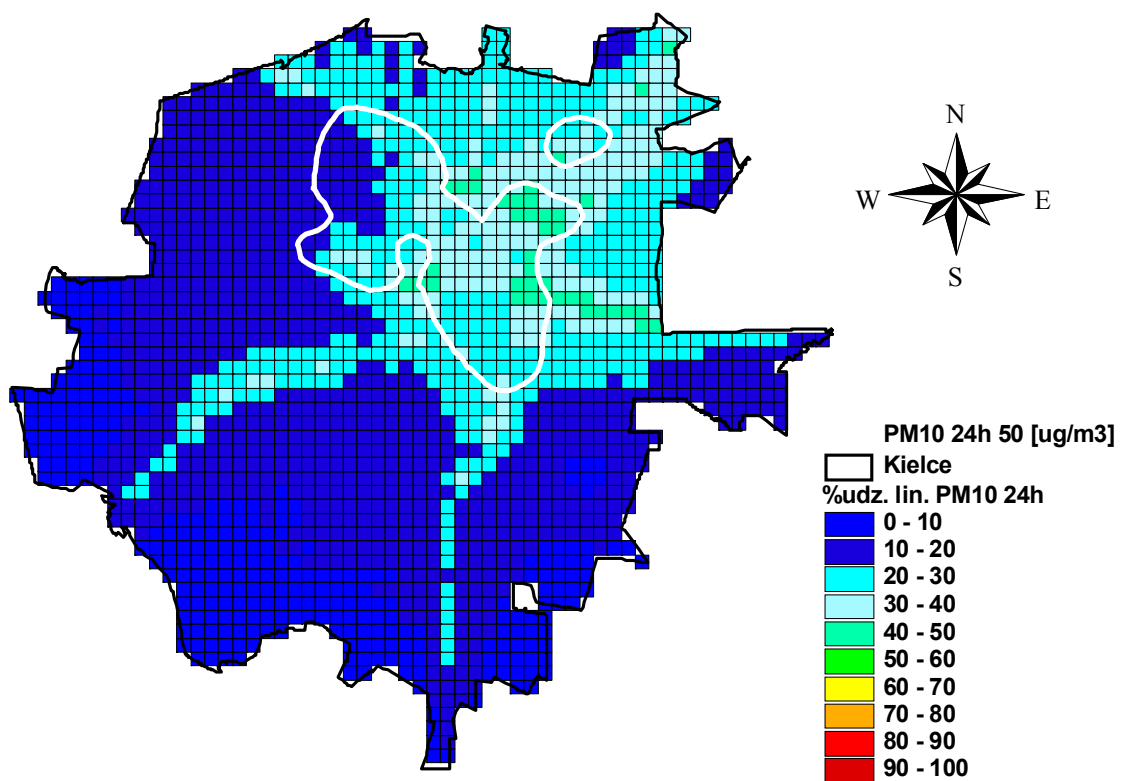 N
W
E
S
PM10 24h 50 [ug/m3]
Kielce
%udz. lin. PM10 24h
0 - 10
10 - 20
20 - 30
30 - 40
40 - 50
50 - 60
60 - 70
70 - 80
80 - 90
90 - 100